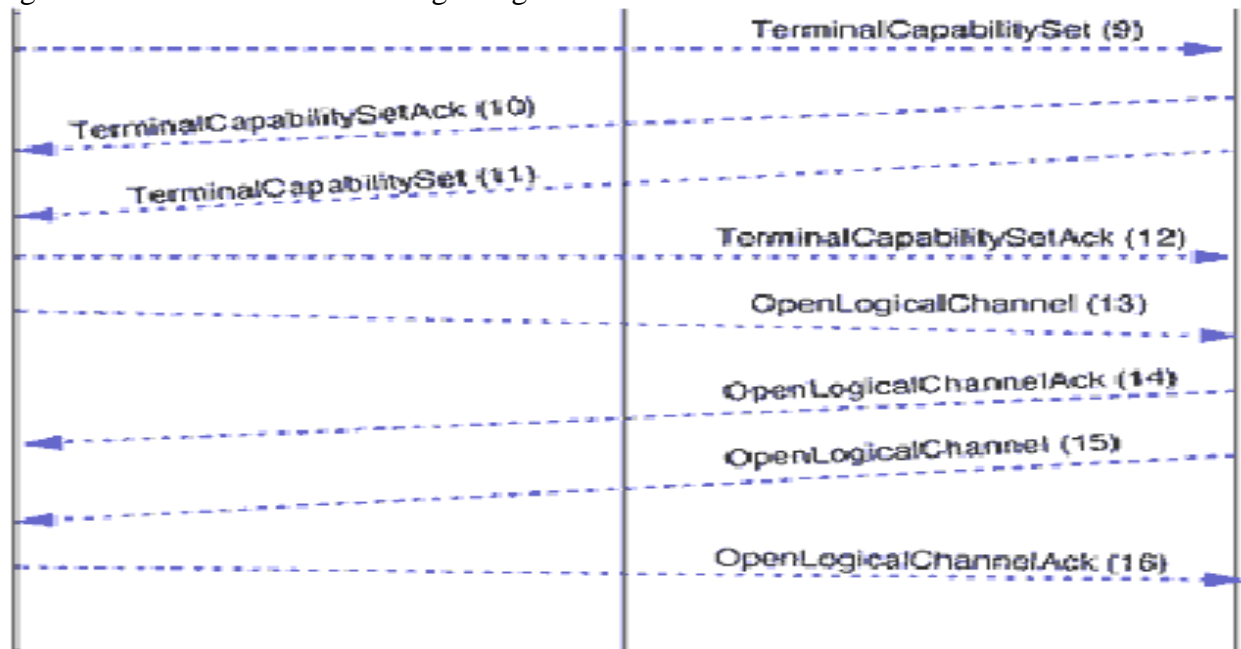 TerminalCapabilitySet (9)
TerminalCapabilitySetAck (10)
TerminalCapabilitySet (11)
TerminalCapabilitySetAck (12)
OpenLogicalChannel (13)
OpenLogicalChannelAck (14)
OpenLogicalChannel (15)
OpenLogicalChannelAck (16)